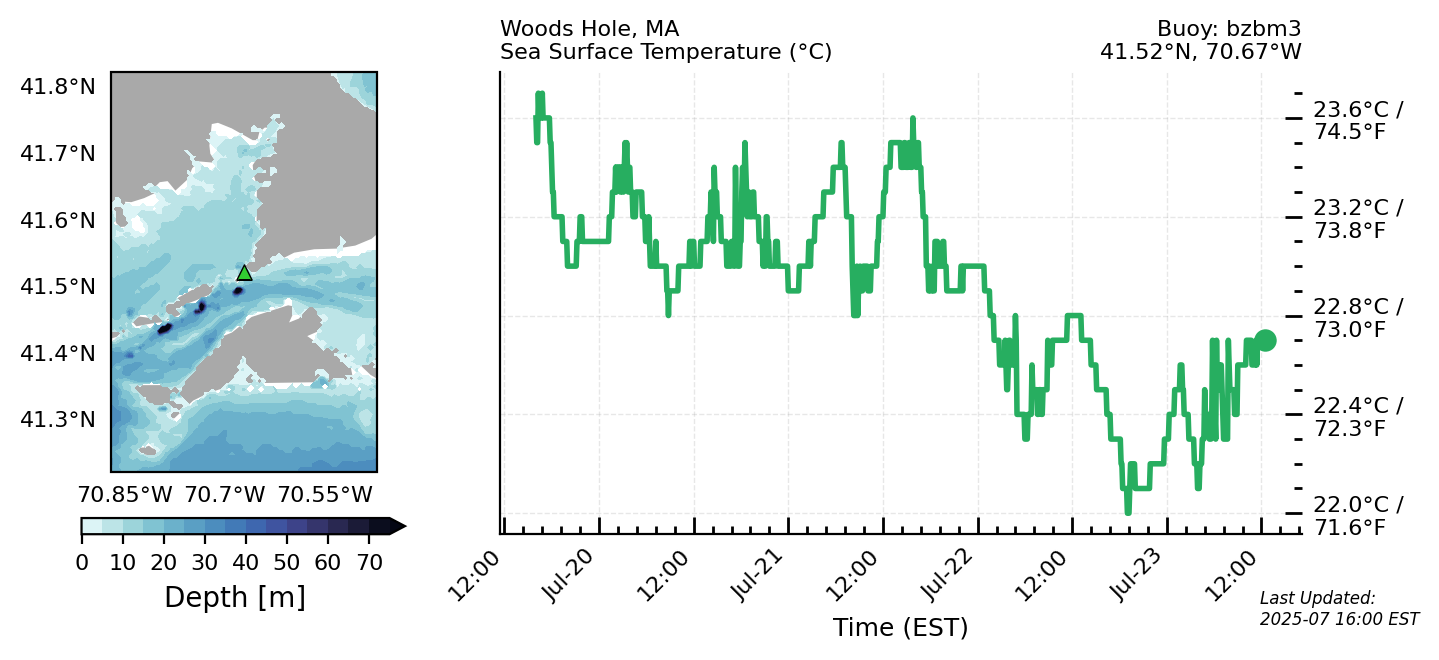 Woods Hole, MA
Sea Surface Temperature (°C)
Buoy: bzbm3
41.52°N, 70.67°W
41.8°N
41.7°N
41.6°N
41.5°N
41.4°N
41.3°N
70.85°W 70.7°W 70.55°W
0 10 20 30 40 50 60 70
Depth [m]
23.6°C /
74.5°F
23.2°C /
73.8°F
22.8°C /
73.0°F
22.4°C /
72.3°F
22.0°C /
71.6°F
12:00 Jul-20 12:00 Jul-21 12:00 Jul-22 12:00 Jul-23 12:00
Time (EST)
Last Updated:
2025-07 16:00 EST